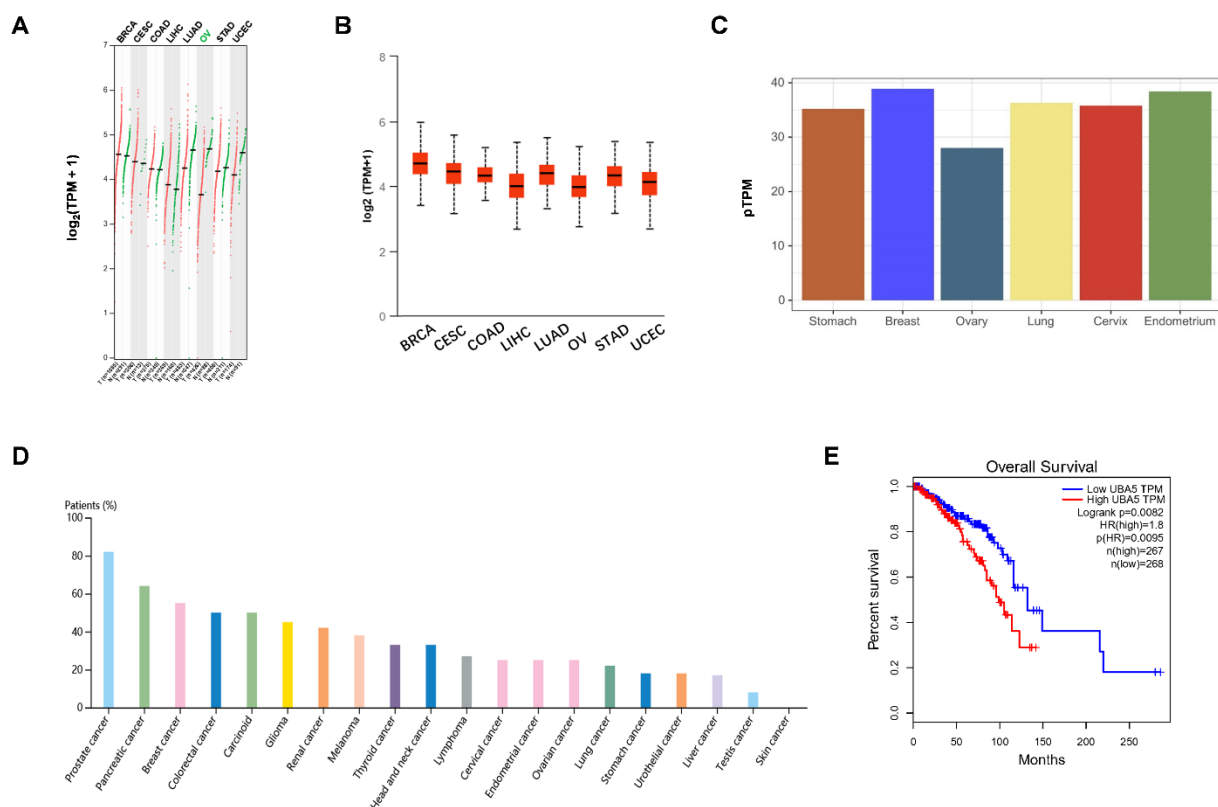 A
BRCA
CESC
COAD
LIHC
LUAD
OV
STAD
UCEC
log2(TPM + 1)
7
6
5
4
3
2
1
0
B
log2 (TPM+1)
8
6
4
2
0
BRCA
CESC
COAD
LIHC
LUAD
OV
STAD
UCEC
C
pTPM
40
30
20
10
0
Stomach Breast Ovary Lung Cervix Endometrium
D
Patients (%)
100
80
60
40
20
0
Prostate cancer
Pancreatic cancer
Breast cancer
Colorectal cancer
Carcinoid
Glioma
Renal cancer
Melanoma
Thyroid cancer
Head and neck cancer
Lymphoma
Cervical cancer
Endometrial cancer
Ovarian cancer
Lung cancer
Stomach cancer
Urothelial cancer
Liver cancer
Testis cancer
Skin cancer
E
Overall Survival
Low UBA5 TPM
High UBA5 TPM
Logrank p=0.0082
HR(high)=1.8
p(HR)=0.0095
n(high)=267
n(low)=268
Percent survival
1.0
0.8
0.6
0.4
0.2
0.0
0 50 100 150 200 250
Months